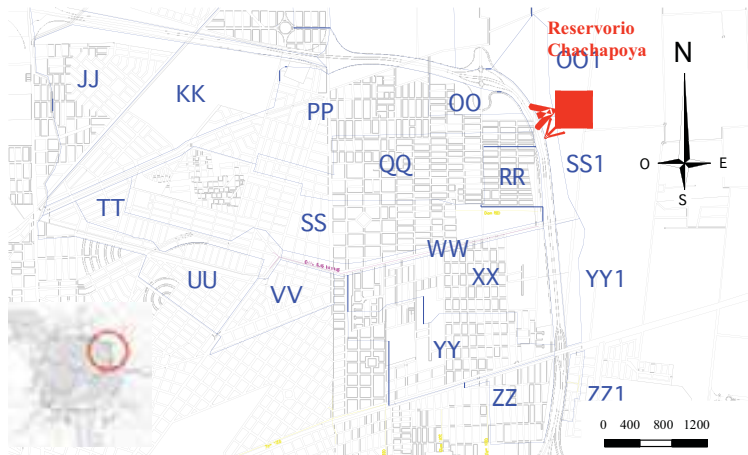 Reservorio
Chachapoya
OO1
N
JJ
KK
PP
OO
QQ
RR
SS1
O
E
S
TT
SS
WW
UU
VV
XX
YY1
YY
ZZ
771
0 400 800 1200